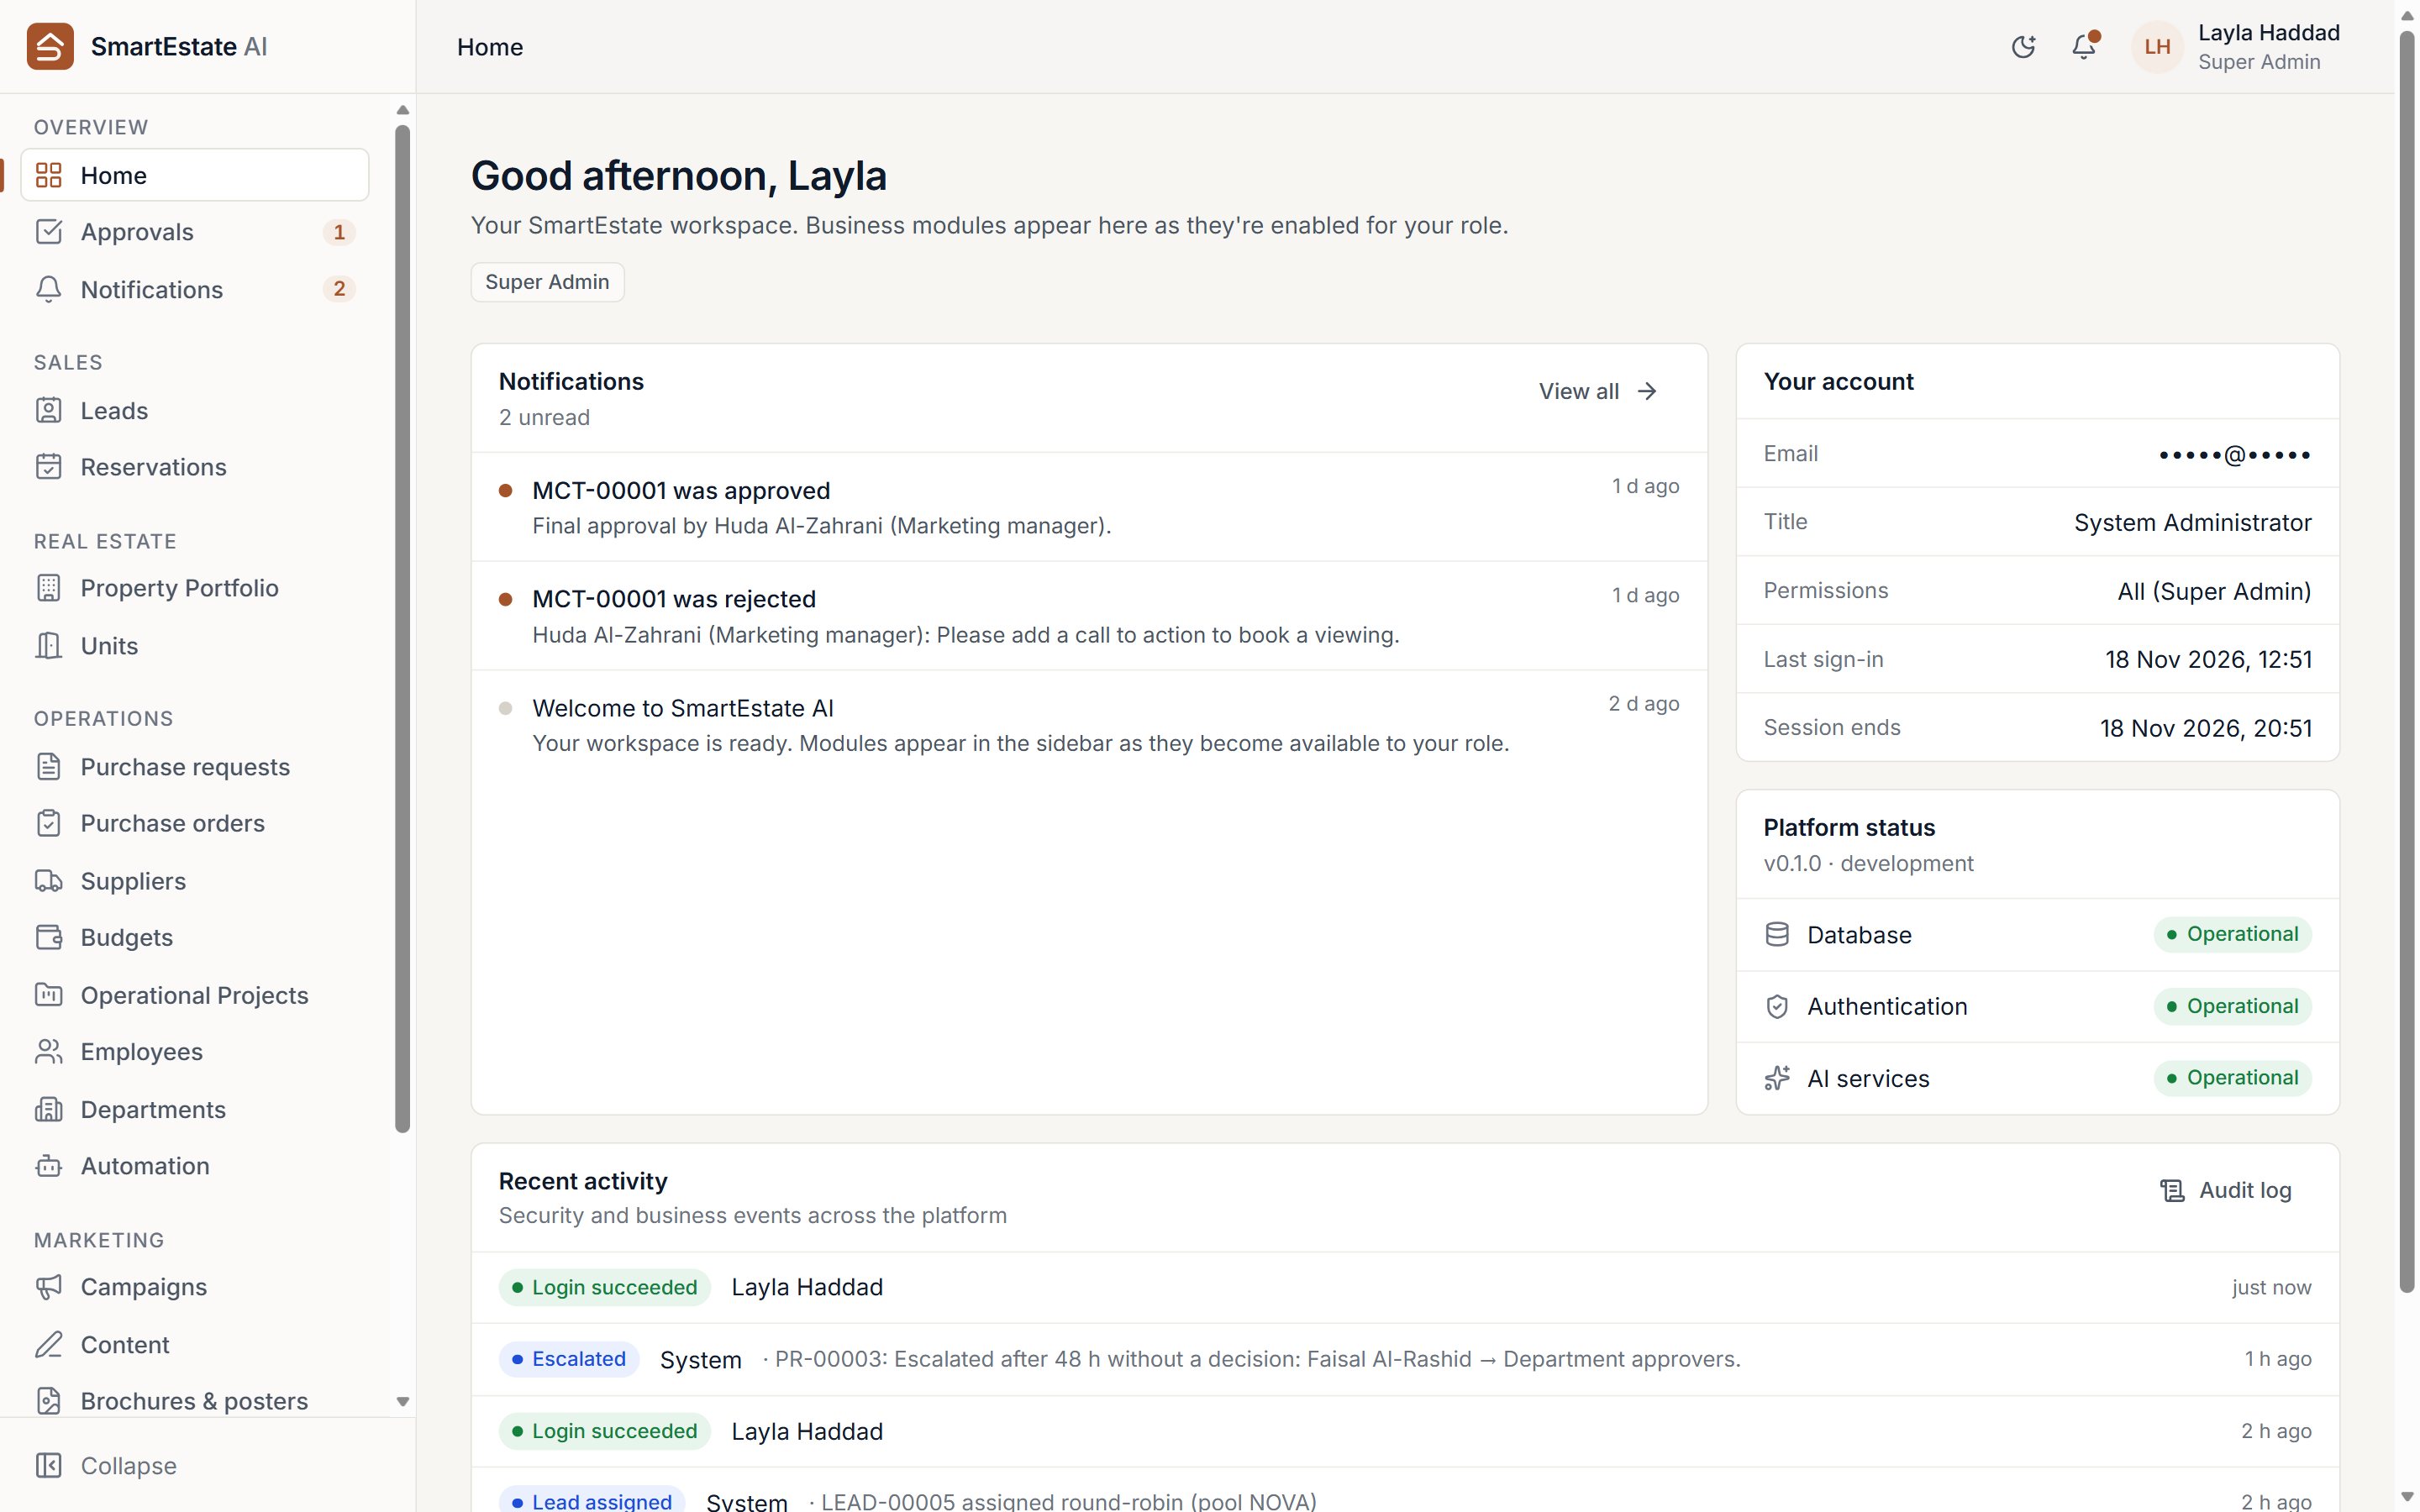 SmartEstate AI
OVERVIEW
Home
Approvals 1
Notifications 2
SALES
Leads
Reservations
REAL ESTATE
Property Portfolio
Units
OPERATIONS
Purchase requests
Purchase orders
Suppliers
Budgets
Operational Projects
Employees
Departments
Automation
MARKETING
Campaigns
Content
Brochures & posters
Collapse
Home
LH
Layla Haddad
Super Admin
Good afternoon, Layla
Your SmartEstate workspace. Business modules appear here as they're enabled for your role.
Super Admin
Notifications
2 unread
View all →
MCT-00001 was approved 1 d ago
Final approval by Huda Al-Zahrani (Marketing manager).
MCT-00001 was rejected 1 d ago
Huda Al-Zahrani (Marketing manager): Please add a call to action to book a viewing.
Welcome to SmartEstate AI 2 d ago
Your workspace is ready. Modules appear in the sidebar as they become available to your role.
Your account
Email •••••@•••••
Title System Administrator
Permissions All (Super Admin)
Last sign-in 18 Nov 2026, 12:51
Session ends 18 Nov 2026, 20:51
Platform status
v0.1.0 · development
Database Operational
Authentication Operational
AI services Operational
Recent activity
Security and business events across the platform
Audit log
Login succeeded Layla Haddad just now
Escalated System · PR-00003: Escalated after 48 h without a decision: Faisal Al-Rashid → Department approvers. 1 h ago
Login succeeded Layla Haddad 2 h ago
Lead assigned System · LEAD-00005 assigned round-robin (pool NOVA) 2 h ago